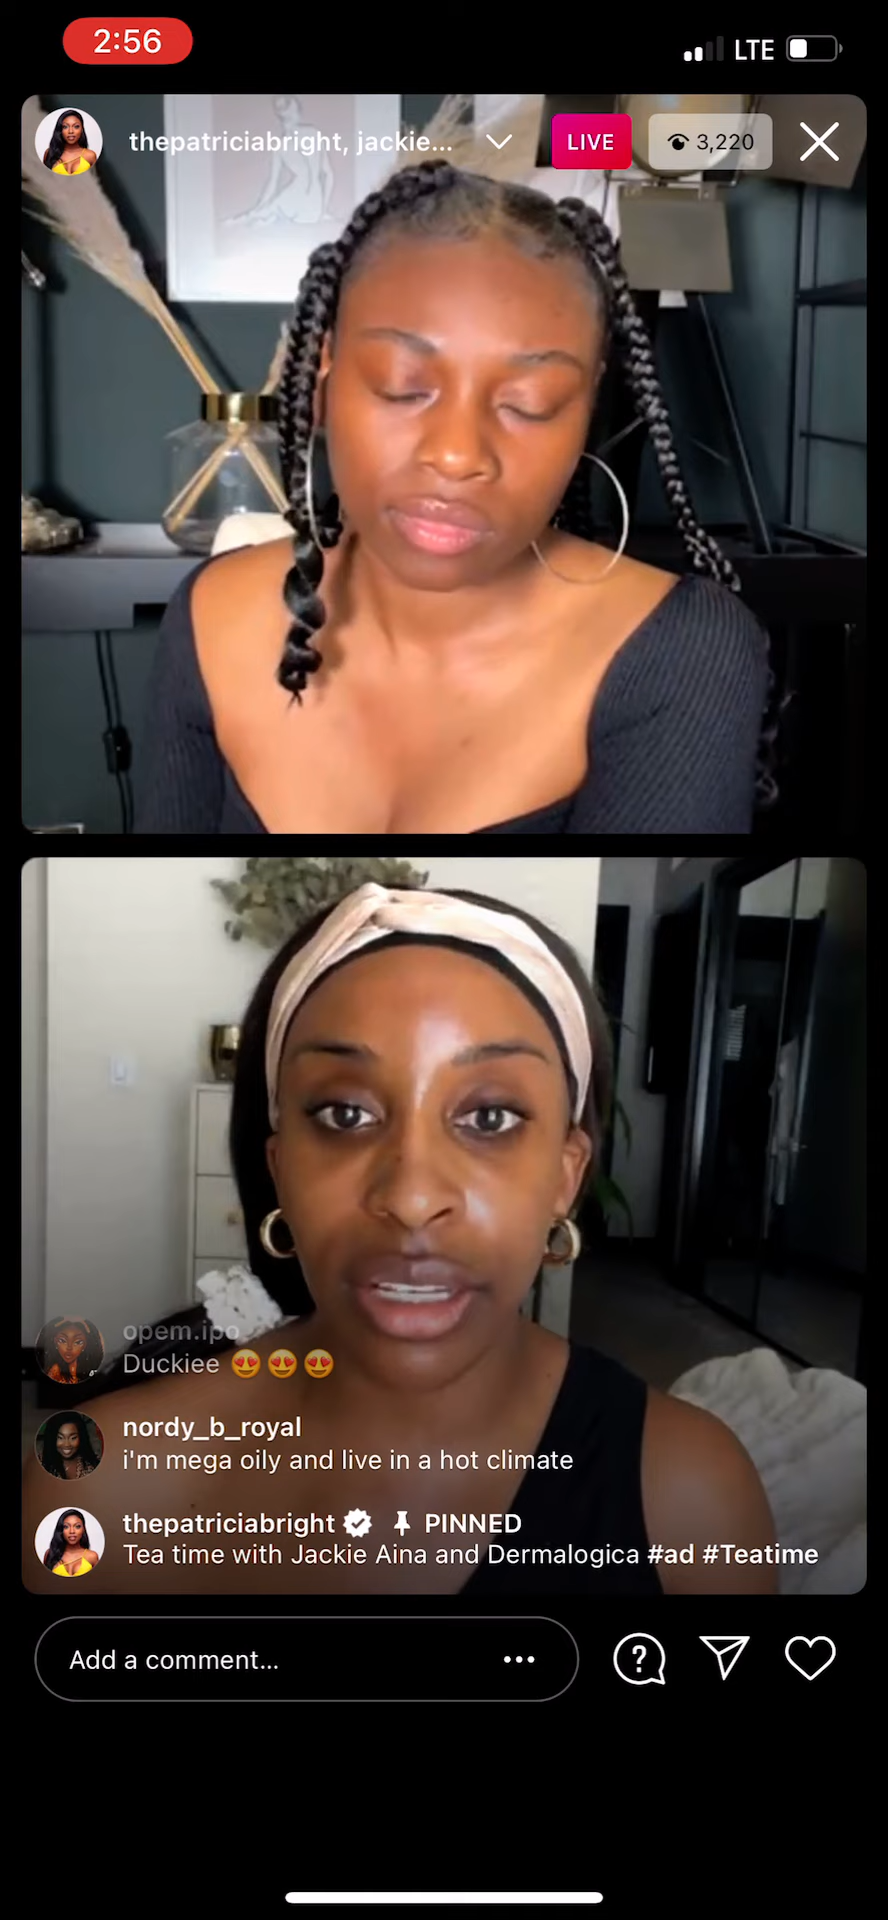 2:56
LTE
thepatriciabright, jackie...
LIVE
3,220
opem.ipo
Duckiee 😍😍😍
nordy_b_royal
i'm mega oily and live in a hot climate
thepatriciabright PINNED
Tea time with Jackie Aina and Dermalogica #ad #Teatime
Add a comment...